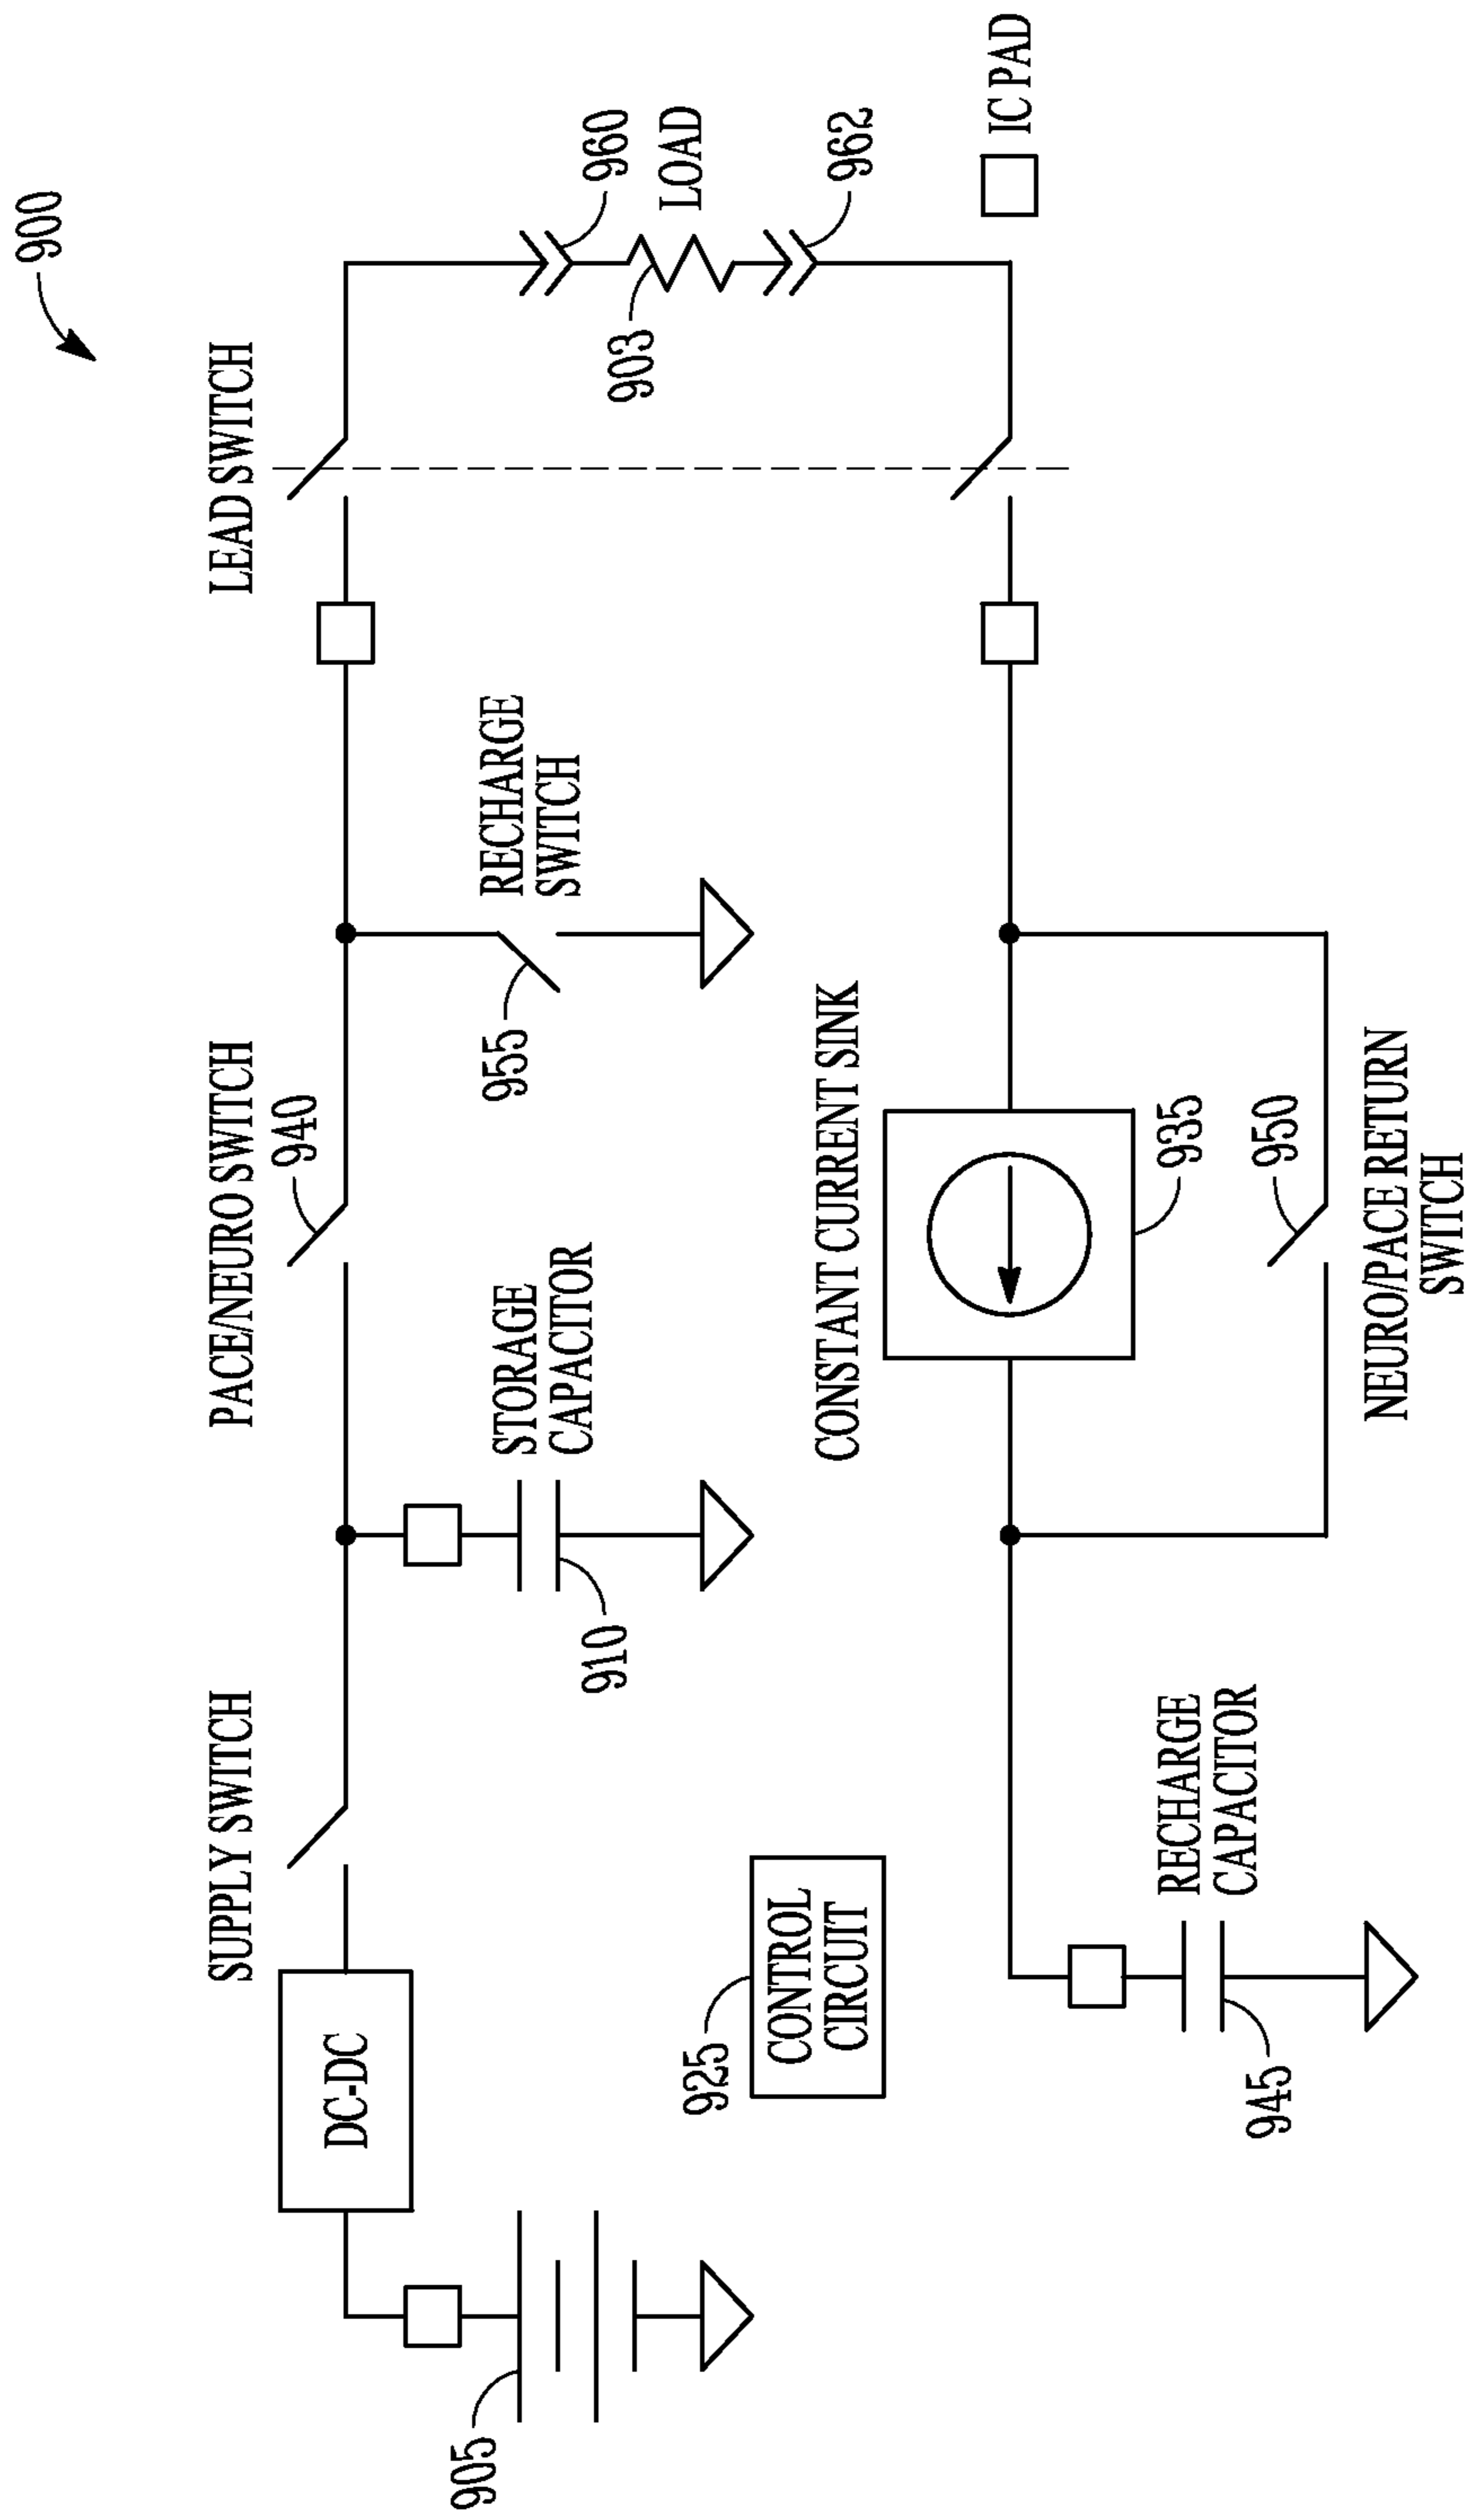 900
LEAD SWITCH
PACE/NEURO SWITCH
940
SUPPLY SWITCH
DC-DC
905
STORAGE
CAPACITOR
910
RECHARGE
SWITCH
955
960
903
LOAD
962
IC PAD
CONTROL
CIRCUIT
925
CONSTANT CURRENT SINK
935
950
NEURO/PACE RETURN
SWITCH
RECHARGE
CAPACITOR
945